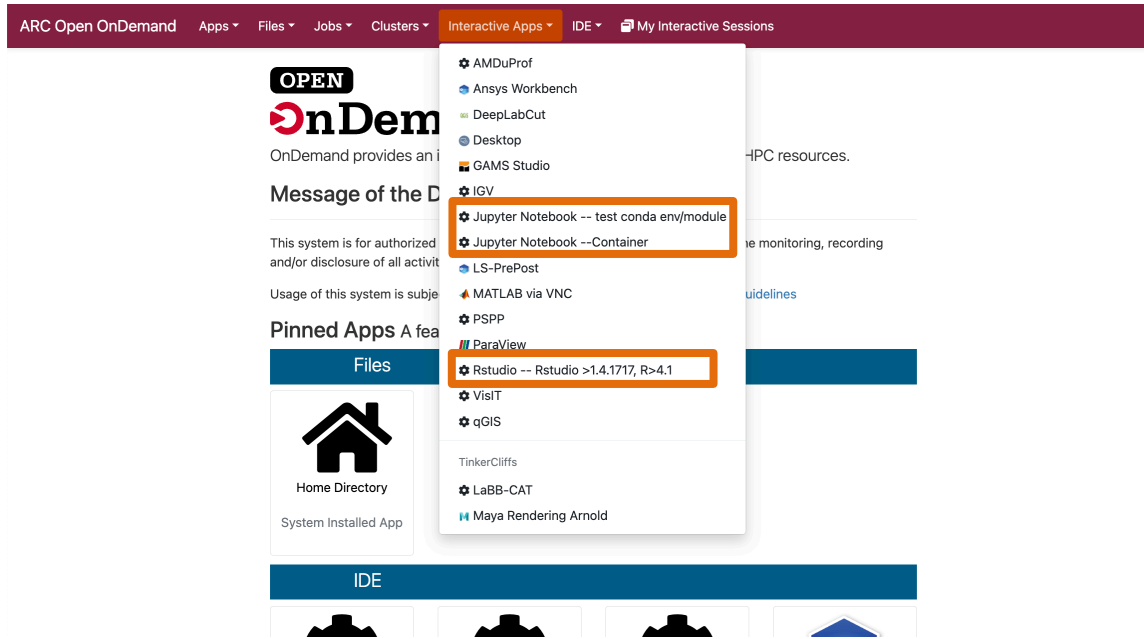 ARC Open OnDemand Apps Files Jobs Clusters Interactive Apps IDE My Interactive Sessions
AMDuProf
Ansys Workbench
DeepLabCut
Desktop
GAMS Studio
IGV
Jupyter Notebook -- test conda env/module
Jupyter Notebook --Container
LS-PrePost
MATLAB via VNC
PSPP
ParaView
Rstudio -- Rstudio >1.4.1717, R>4.1
VisIT
qGIS
TinkerCliffs
LaBB-CAT
Maya Rendering Arnold
OPEN
OnDem
OnDemand provides an i HPC resources.
Message of the D
This system is for authorized ne monitoring, recording
and/or disclosure of all activit
Usage of this system is subje uidelines
Pinned Apps A fea
Files
Home Directory
System Installed App
IDE